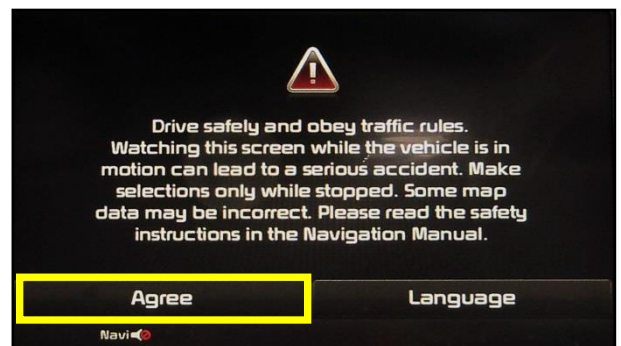 Drive safely and obey traffic rules.
Watching this screen while the vehicle is in
motion can lead to a serious accident. Make
selections only while stopped. Some map
data may be incorrect. Please read the safety
instructions in the Navigation Manual.
Agree
Language
Navi